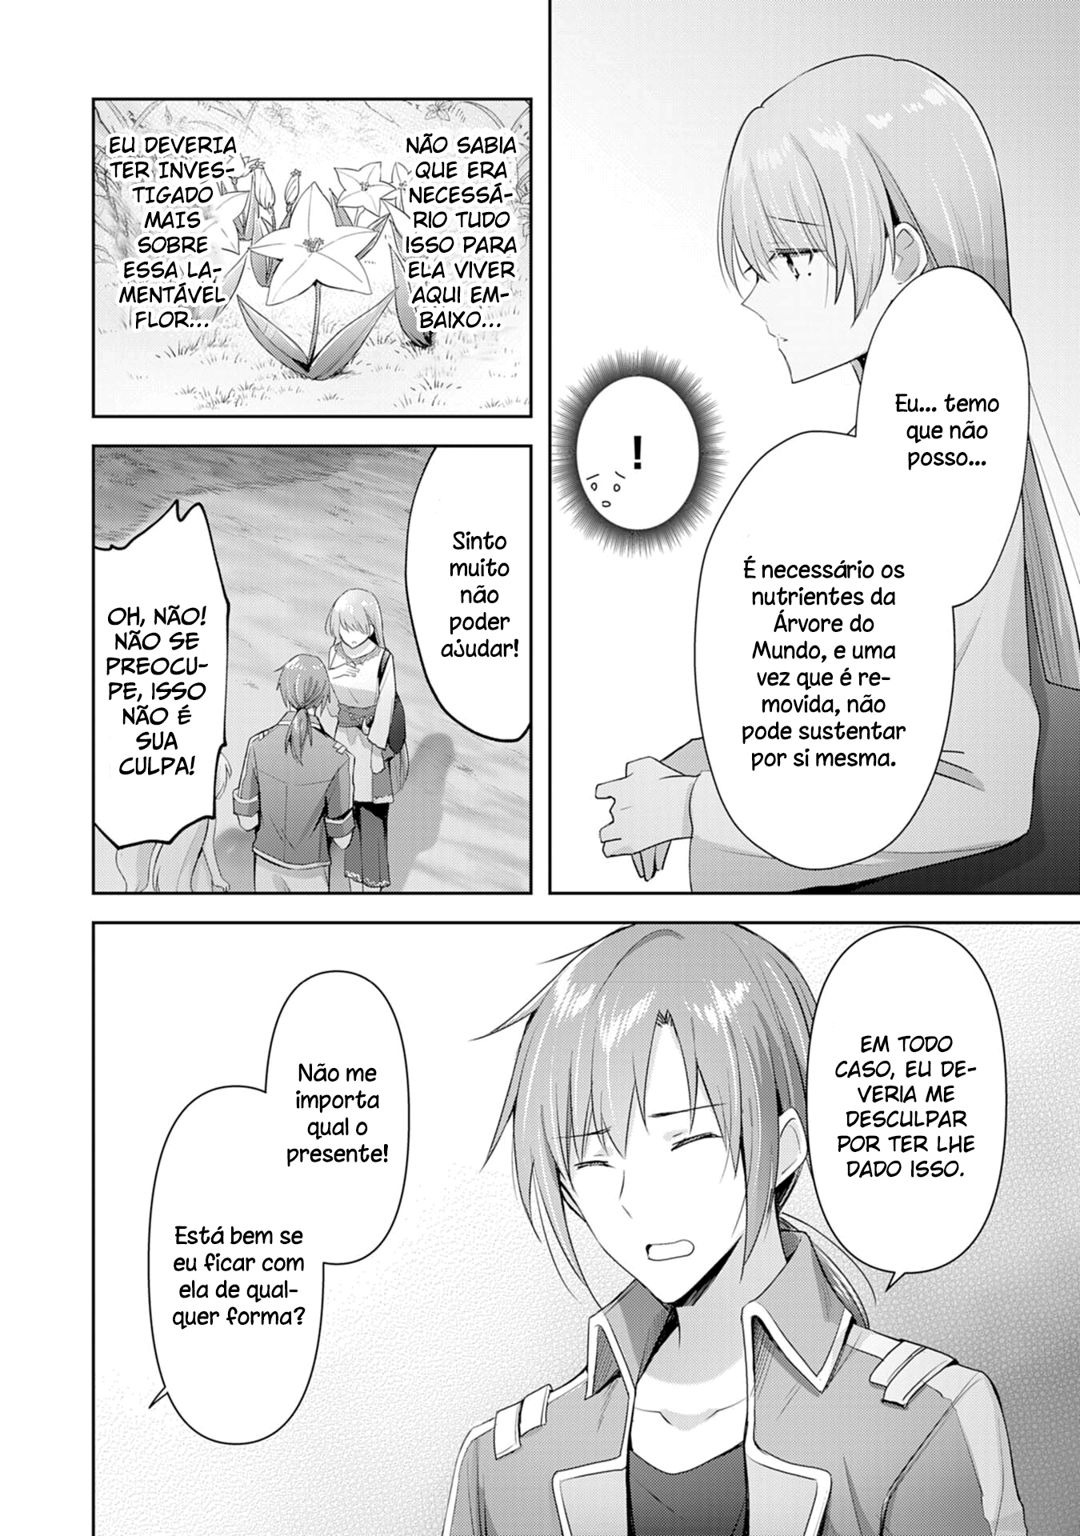 Eu... temo
que não
posso...
!
É necessário os
nutrientes da
Árvore do
Mundo, e uma
vez que é re-
movida, não
pode sustentar
por si mesma.
NÃO SABIA
QUE ERA
NECESSÁ-
RIO TUDO
ISSO PARA
ELA VIVER
AQUI EM-
BAIXO...
EU DEVERIA
TER INVES-
TIGADO
MAIS
SOBRE
ESSA LA-
MENTÁVEL
FLOR...
Sinto
muito
não
poder
ajudar!
OH, NÃO!
NÃO SE
PREOCU-
PE, ISSO
NÃO É
SUA
CULPA!
EM TODO
CASO, EU DE-
VERIA ME
DESCULPAR
POR TER LHE
DADO ISSO.
Não me
importa
qual o
presente!
Está bem se
eu ficar com
ela de qual-
quer forma?